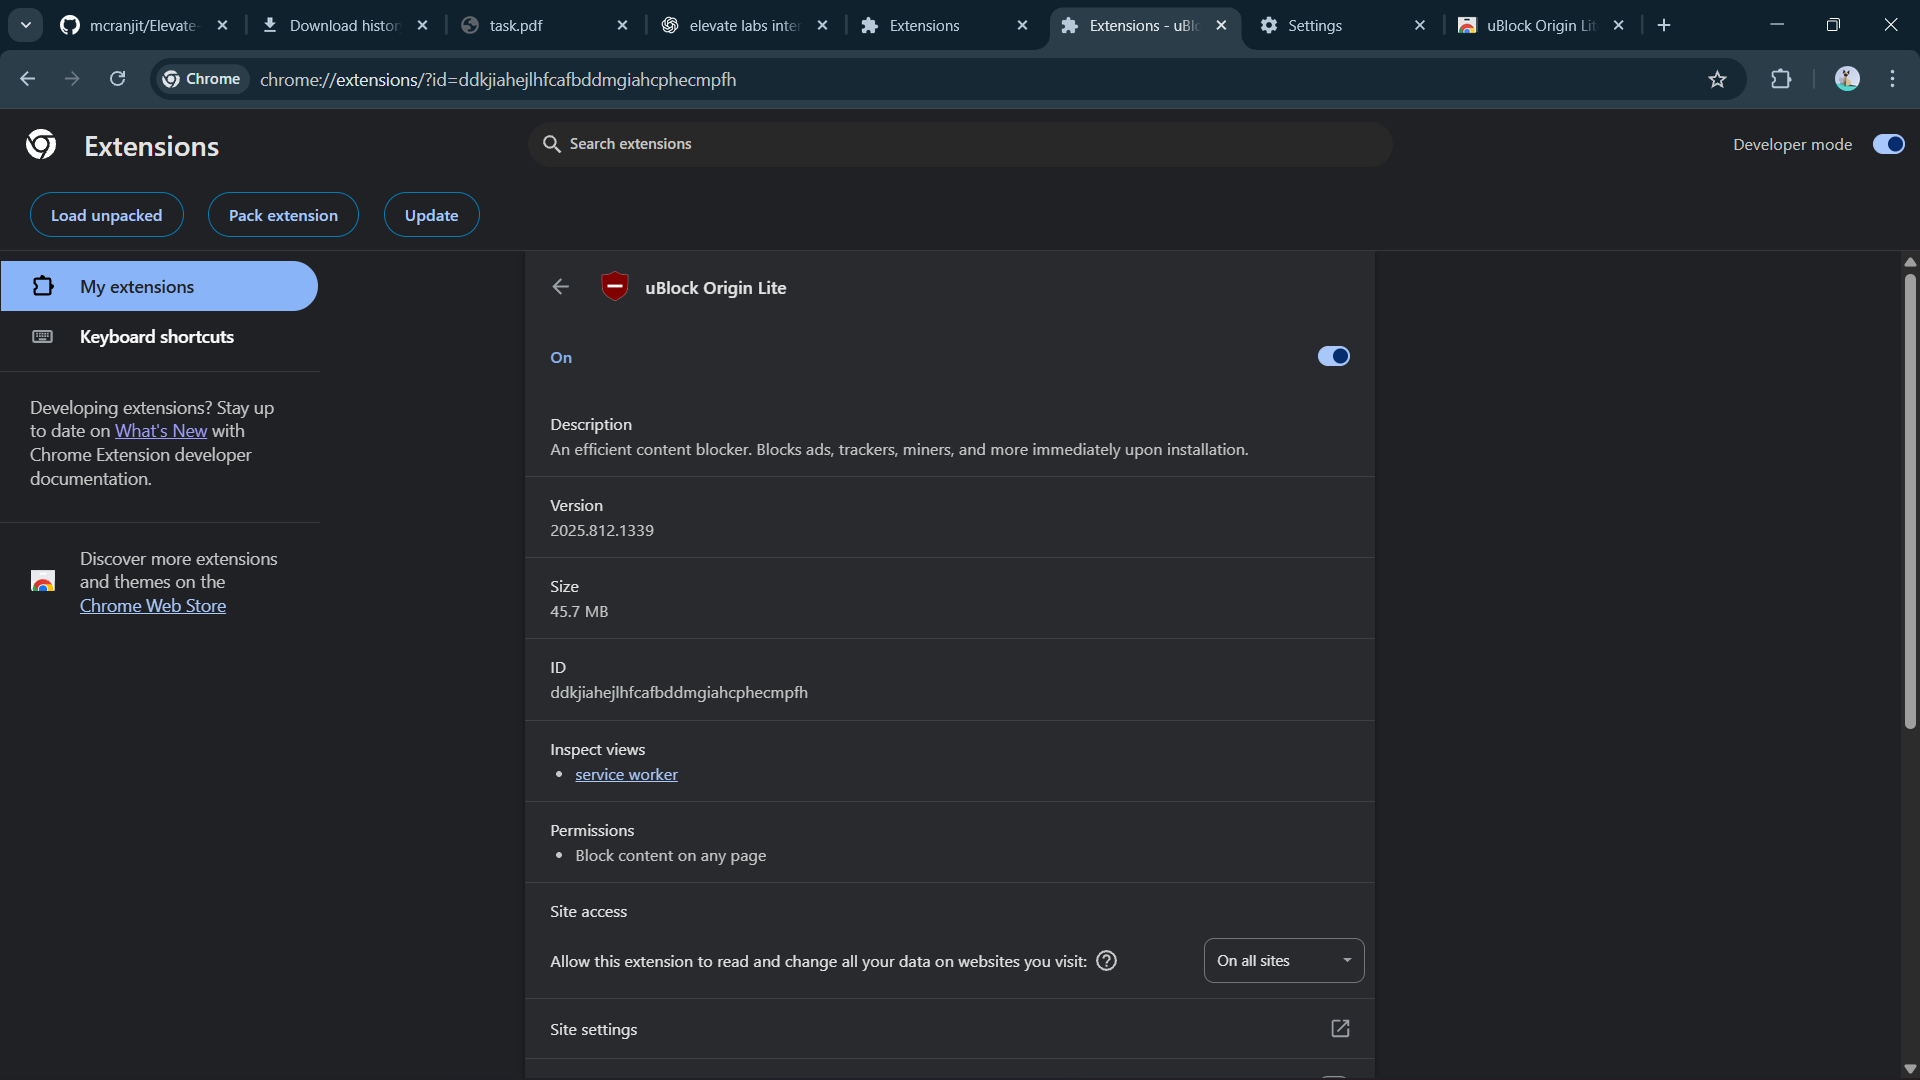 mcranjit/Elevate-
Download histor
task.pdf
elevate labs inter
Extensions
Extensions - uBlo
Settings
uBlock Origin Lit
Chrome
chrome://extensions/?id=ddkjiahejlhfcafbddmgiahcphecmpfh
Extensions
Search extensions
Developer mode
Load unpacked
Pack extension
Update
My extensions
Keyboard shortcuts
Developing extensions? Stay up
to date on What's New with
Chrome Extension developer
documentation.
Discover more extensions
and themes on the
Chrome Web Store
uBlock Origin Lite
On
Description
An efficient content blocker. Blocks ads, trackers, miners, and more immediately upon installation.
Version
2025.812.1339
Size
45.7 MB
ID
ddkjiahejlhfcafbddmgiahcphecmpfh
Inspect views
• service worker
Permissions
• Block content on any page
Site access
Allow this extension to read and change all your data on websites you visit:
On all sites
Site settings